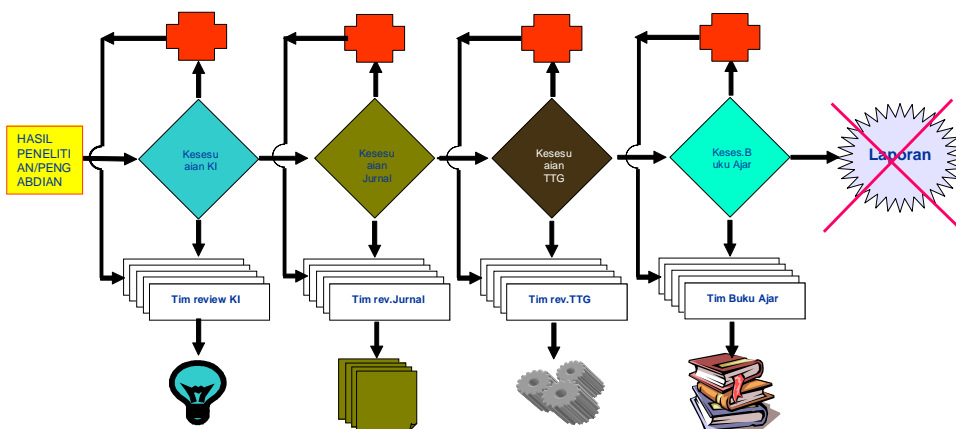 HASIL
PENELITI
AN/PENG
ABDIAN
Kesesu
aian KI
Kesesu
aian
Jurnal
Kesesu
aian
TTG
Keses.B
uku Ajar
Laporan
Tim review KI
Tim rev.Jurnal
Tim rev.TTG
Tim Buku Ajar